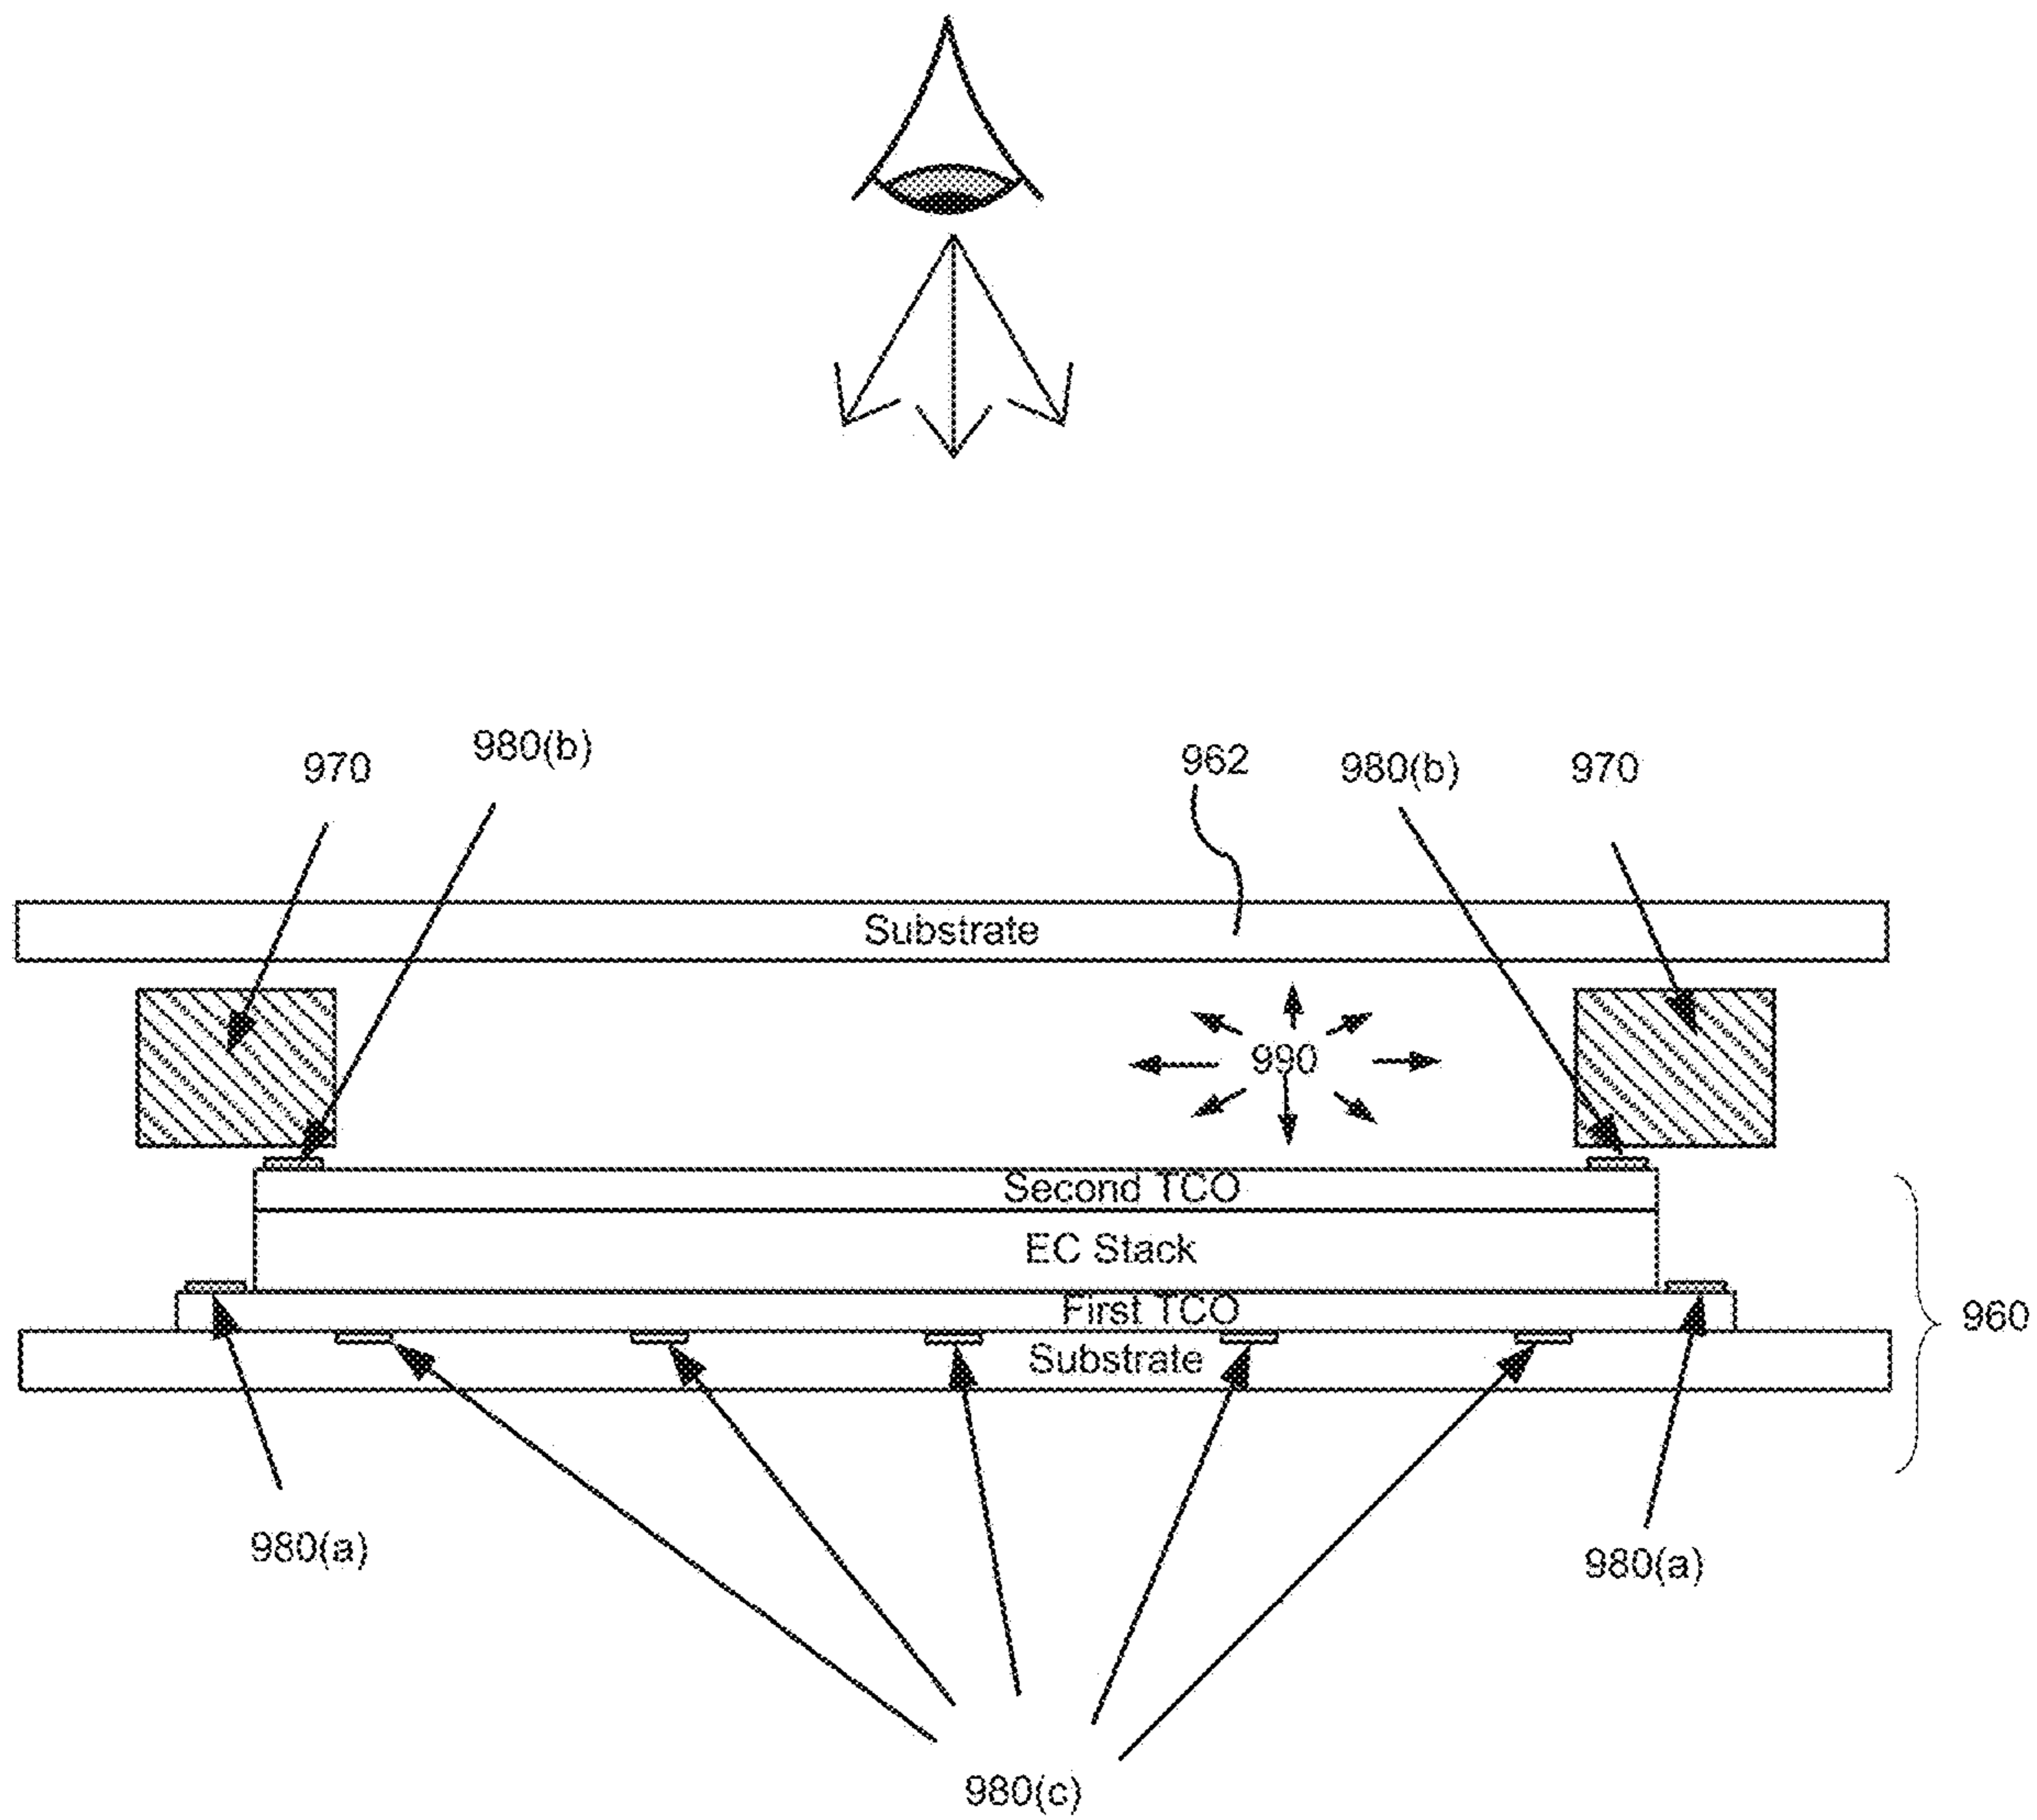 980(b)
962
970
980(b)
970
Substrate
990
Second TCO
EC Stack
First TCO
960
Substrate
980(a)
980(a)
980(c)